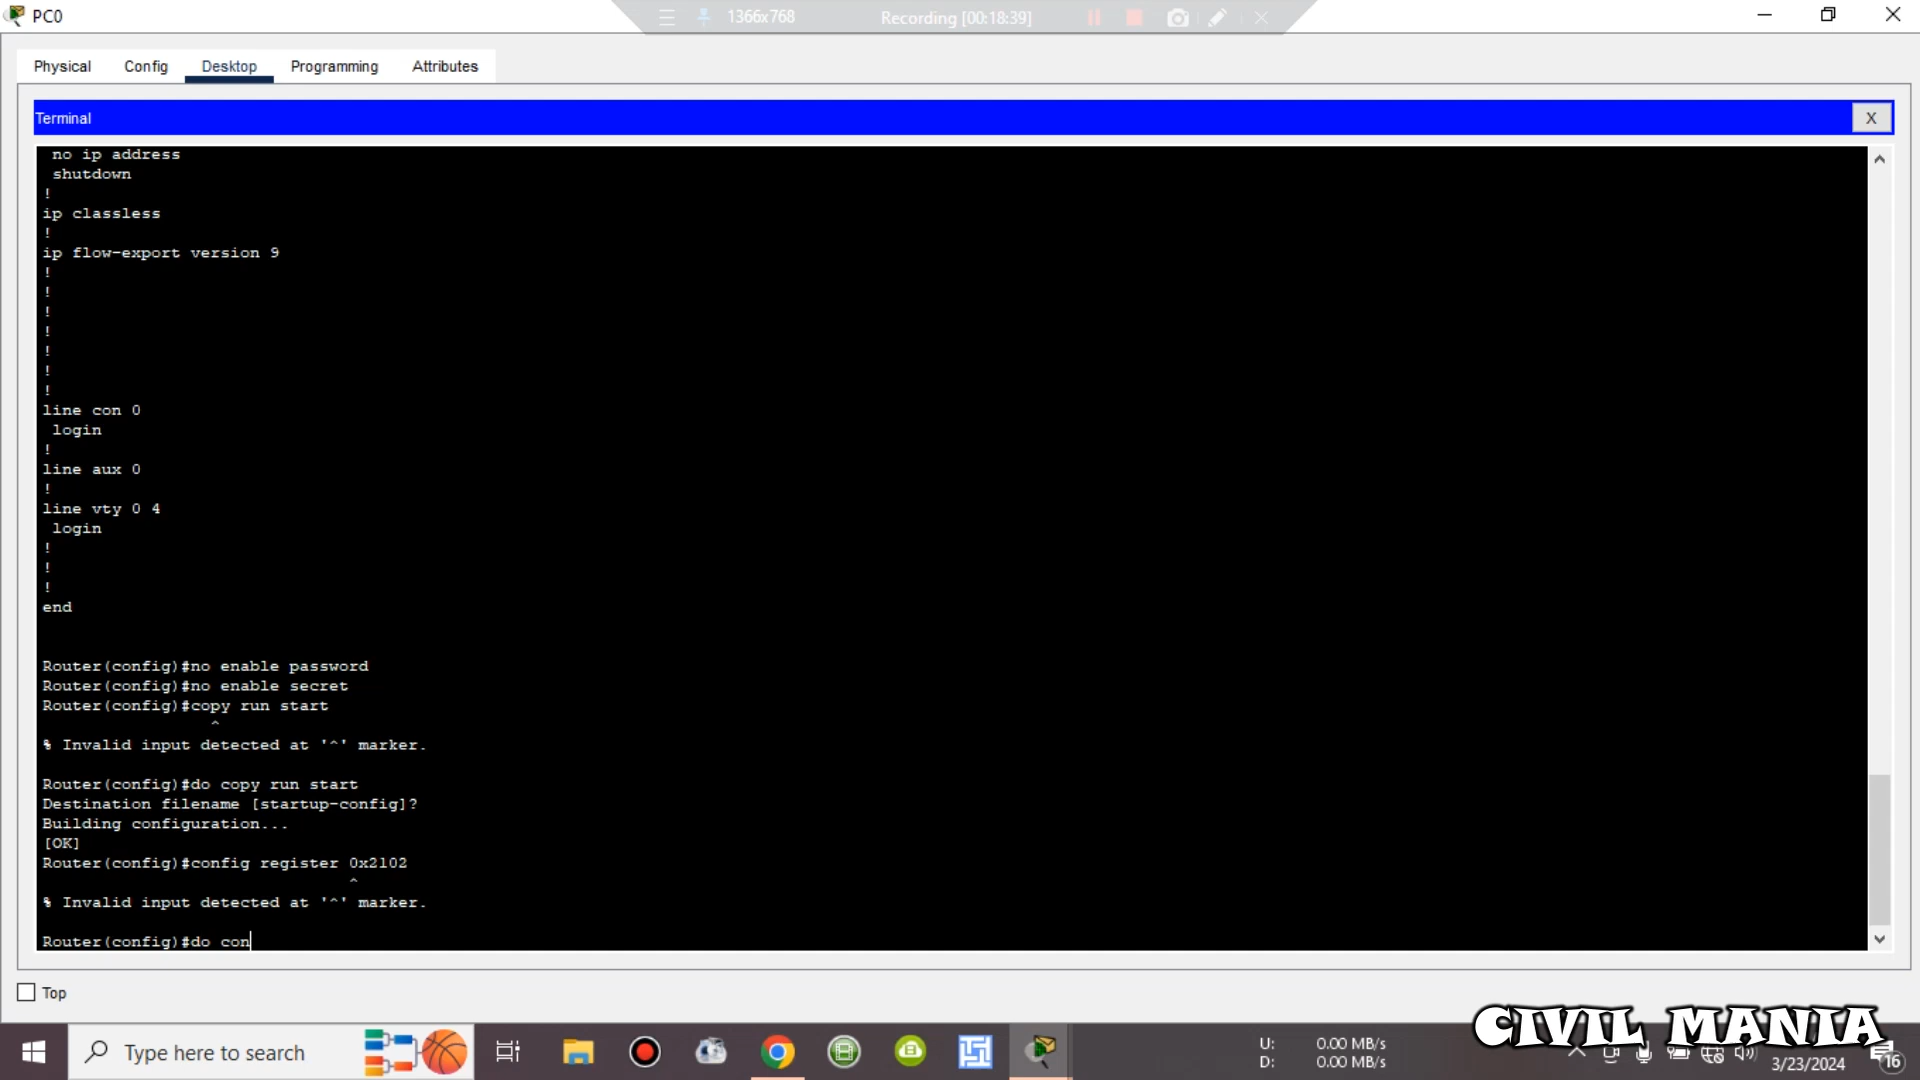 PC0
1366x768
Recording [00:18:39]
Physical
Config
Desktop
Programming
Attributes
Terminal
X
no ip address
shutdown
!
ip classless
!
ip flow-export version 9
!
!
!
!
!
!
!
line con 0
login
!
line aux 0
!
line vty 0 4
login
!
!
!
end
Router(config)#no enable password
Router(config)#no enable secret
Router(config)#copy run start
^
% Invalid input detected at '^' marker.
Router(config)#do copy run start
Destination filename [startup-config]?
Building configuration...
[OK]
Router(config)#config register 0x2102
^
% Invalid input detected at '^' marker.
Router(config)#do con
Top
CIVIL MANIA
Type here to search
U: 0.00 MB/s
D: 0.00 MB/s
3/23/2024
16